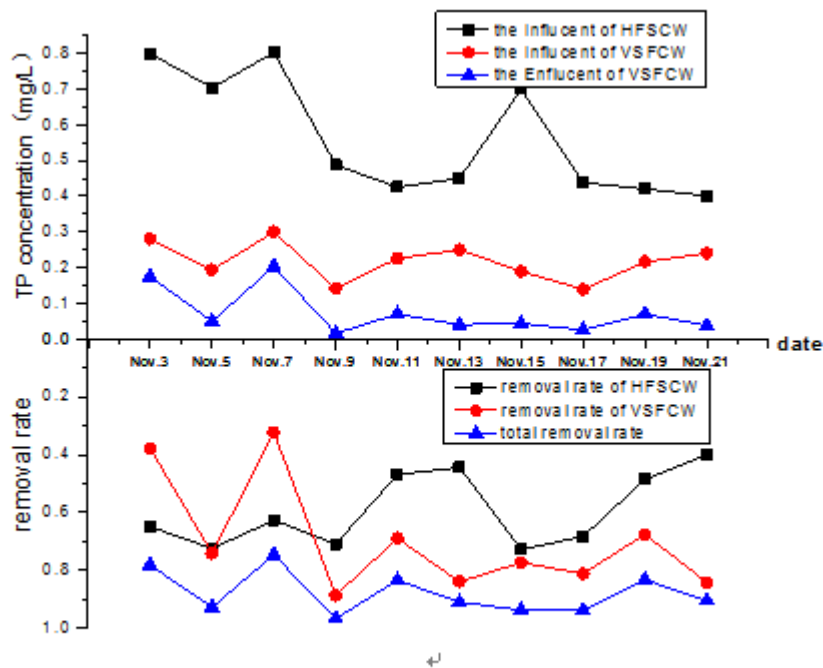 the Influcent of HFSCW
the Influcent of VSFCW
the Enflucent of VSFCW
TP concentration (mg/L)
0.8
0.7
0.6
0.5
0.4
0.3
0.2
0.1
0.0
Nov.3 Nov.5 Nov.7 Nov.9 Nov.11 Nov.13 Nov.15 Nov.17 Nov.19 Nov.21
date
removal rate of HFSCW
removal rate of VSFCW
total removal rate
removal rate
0.2
0.4
0.6
0.8
1.0